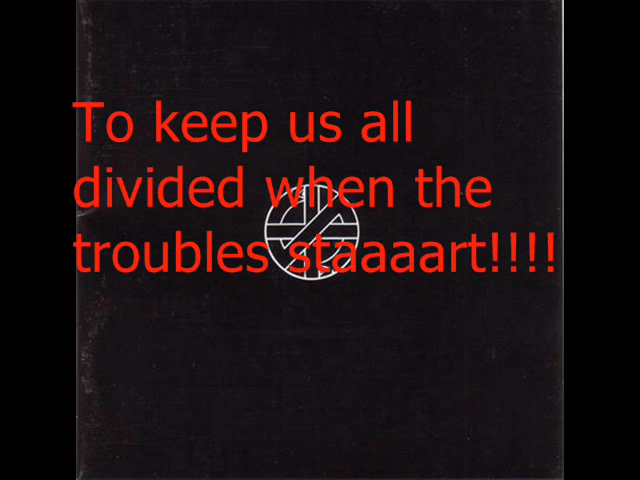 To keep us all
divided when the
troubles staaaart!!!!